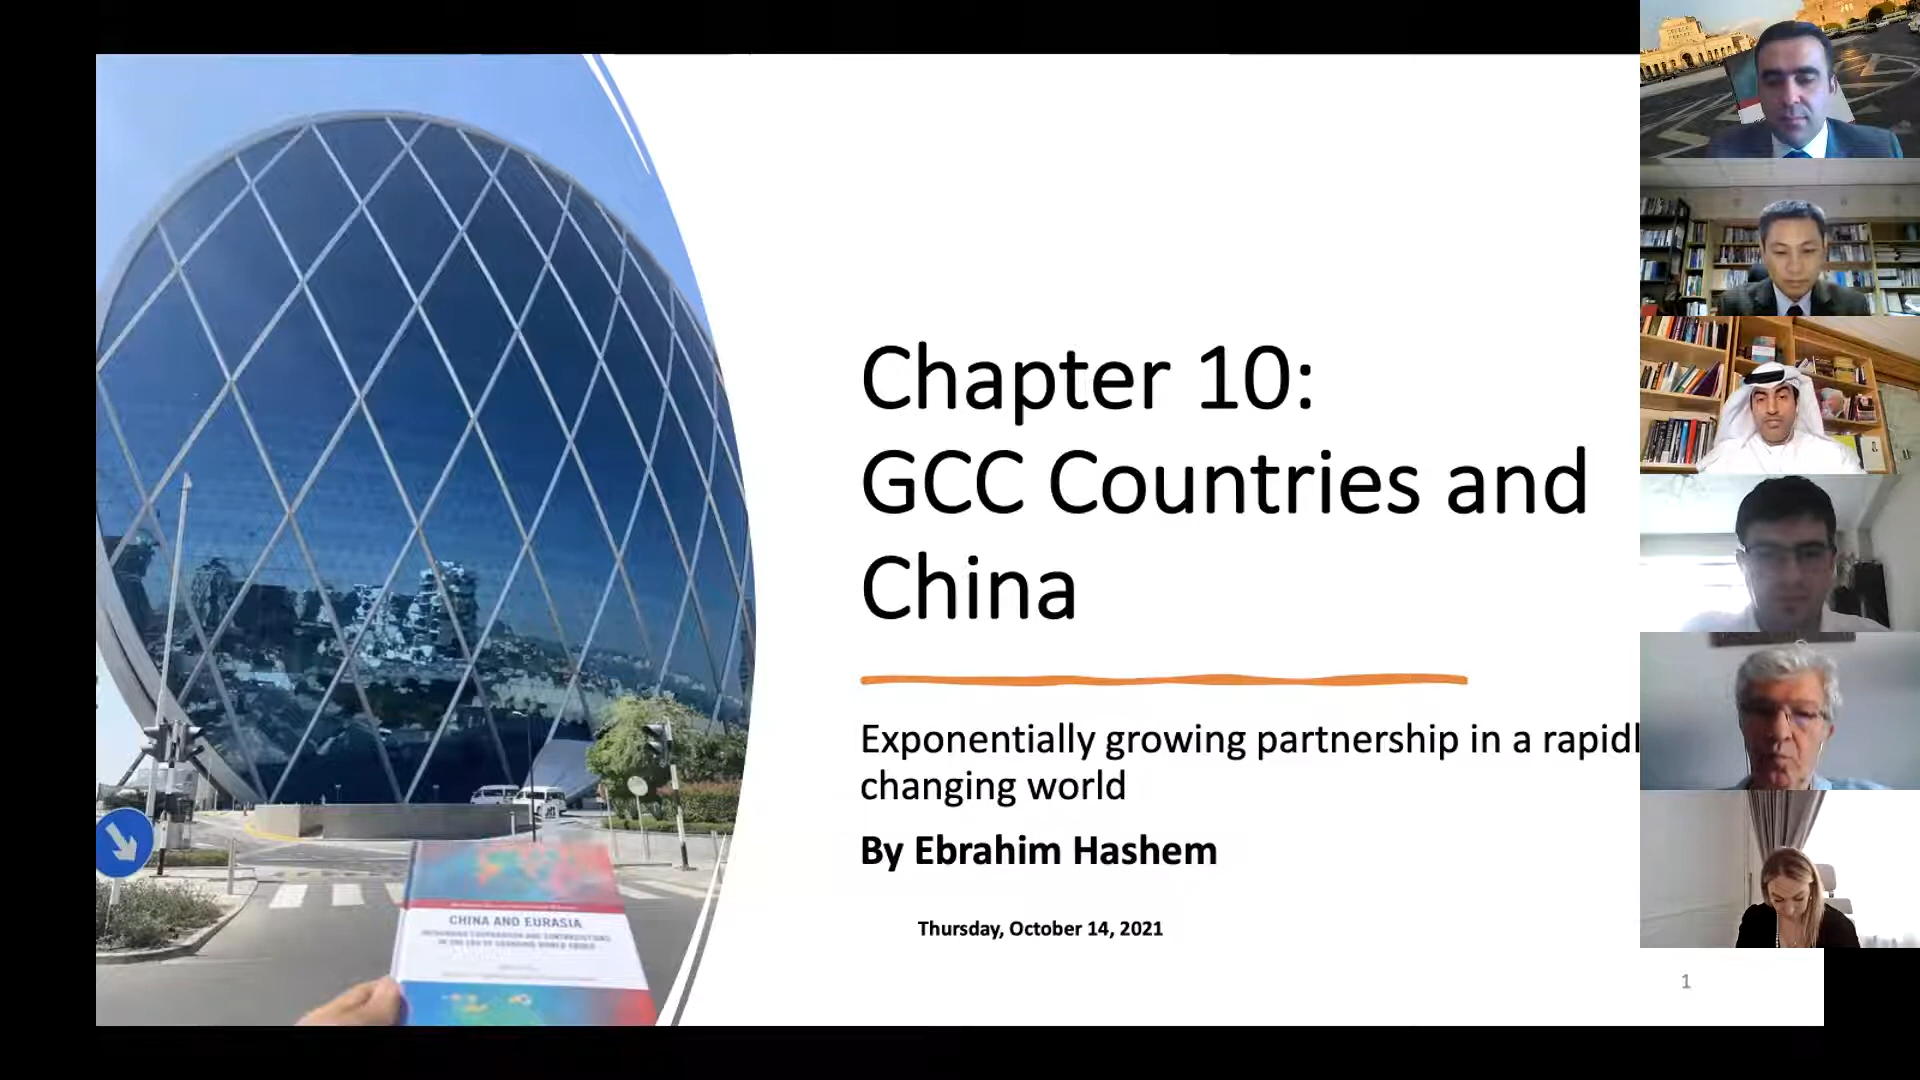 Chapter 10:
GCC Countries and
China
Exponentially growing partnership in a rapidl
changing world
By Ebrahim Hashem
Thursday, October 14, 2021
1
CHINA AND EURASIA